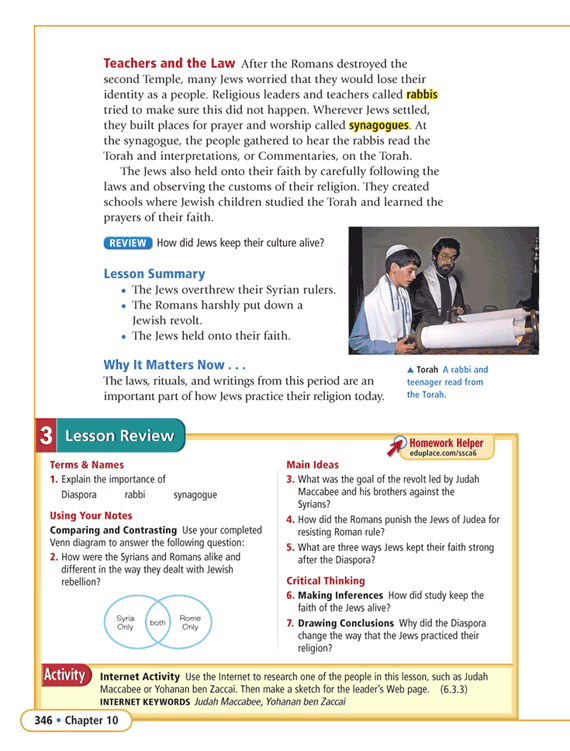 Teachers and the Law After the Romans destroyed the
second Temple, many Jews worried that they would lose their
identity as a people. Religious leaders and teachers called rabbis
tried to make sure this did not happen. Wherever Jews settled,
they built places for prayer and worship called synagogues. At
the synagogue, the people gathered to hear the rabbis read the
Torah and interpretations, or Commentaries, on the Torah.
The Jews also held onto their faith by carefully following the
laws and observing the customs of their religion. They created
schools where Jewish children studied the Torah and learned the
prayers of their faith.
REVIEW How did Jews keep their culture alive?
Lesson Summary
• The Jews overthrew their Syrian rulers.
• The Romans harshly put down a
Jewish revolt.
• The Jews held onto their faith.
Why It Matters Now . . .
The laws, rituals, and writings from this period are an
important part of how Jews practice their religion today.
▲ Torah A rabbi and
teenager read from
the Torah.
3 Lesson Review
Homework Helper
eduplace.com/ssca6
Terms & Names
1. Explain the importance of
Diaspora rabbi synagogue
Using Your Notes
Comparing and Contrasting Use your completed
Venn diagram to answer the following question:
2. How were the Syrians and Romans alike and
different in the way they dealt with Jewish
rebellion?
Syria
Only
both
Rome
Only
Main Ideas
3. What was the goal of the revolt led by Judah
Maccabee and his brothers against the
Syrians?
4. How did the Romans punish the Jews of Judea for
resisting Roman rule?
5. What are three ways Jews kept their faith strong
after the Diaspora?
Critical Thinking
6. Making Inferences How did study keep the
faith of the Jews alive?
7. Drawing Conclusions Why did the Diaspora
change the way that the Jews practiced their
religion?
Activity
Internet Activity Use the Internet to research one of the people in this lesson, such as Judah
Maccabee or Yohanan ben Zaccai. Then make a sketch for the leader's Web page. (6.3.3)
INTERNET KEYWORDS Judah Maccabee, Yohanan ben Zaccai
346 • Chapter 10